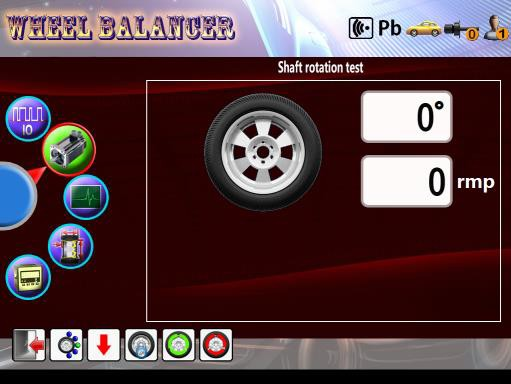 WHEEL BALANCER
Pb
0
1
Shaft rotation test
IO
0°
0 rmp